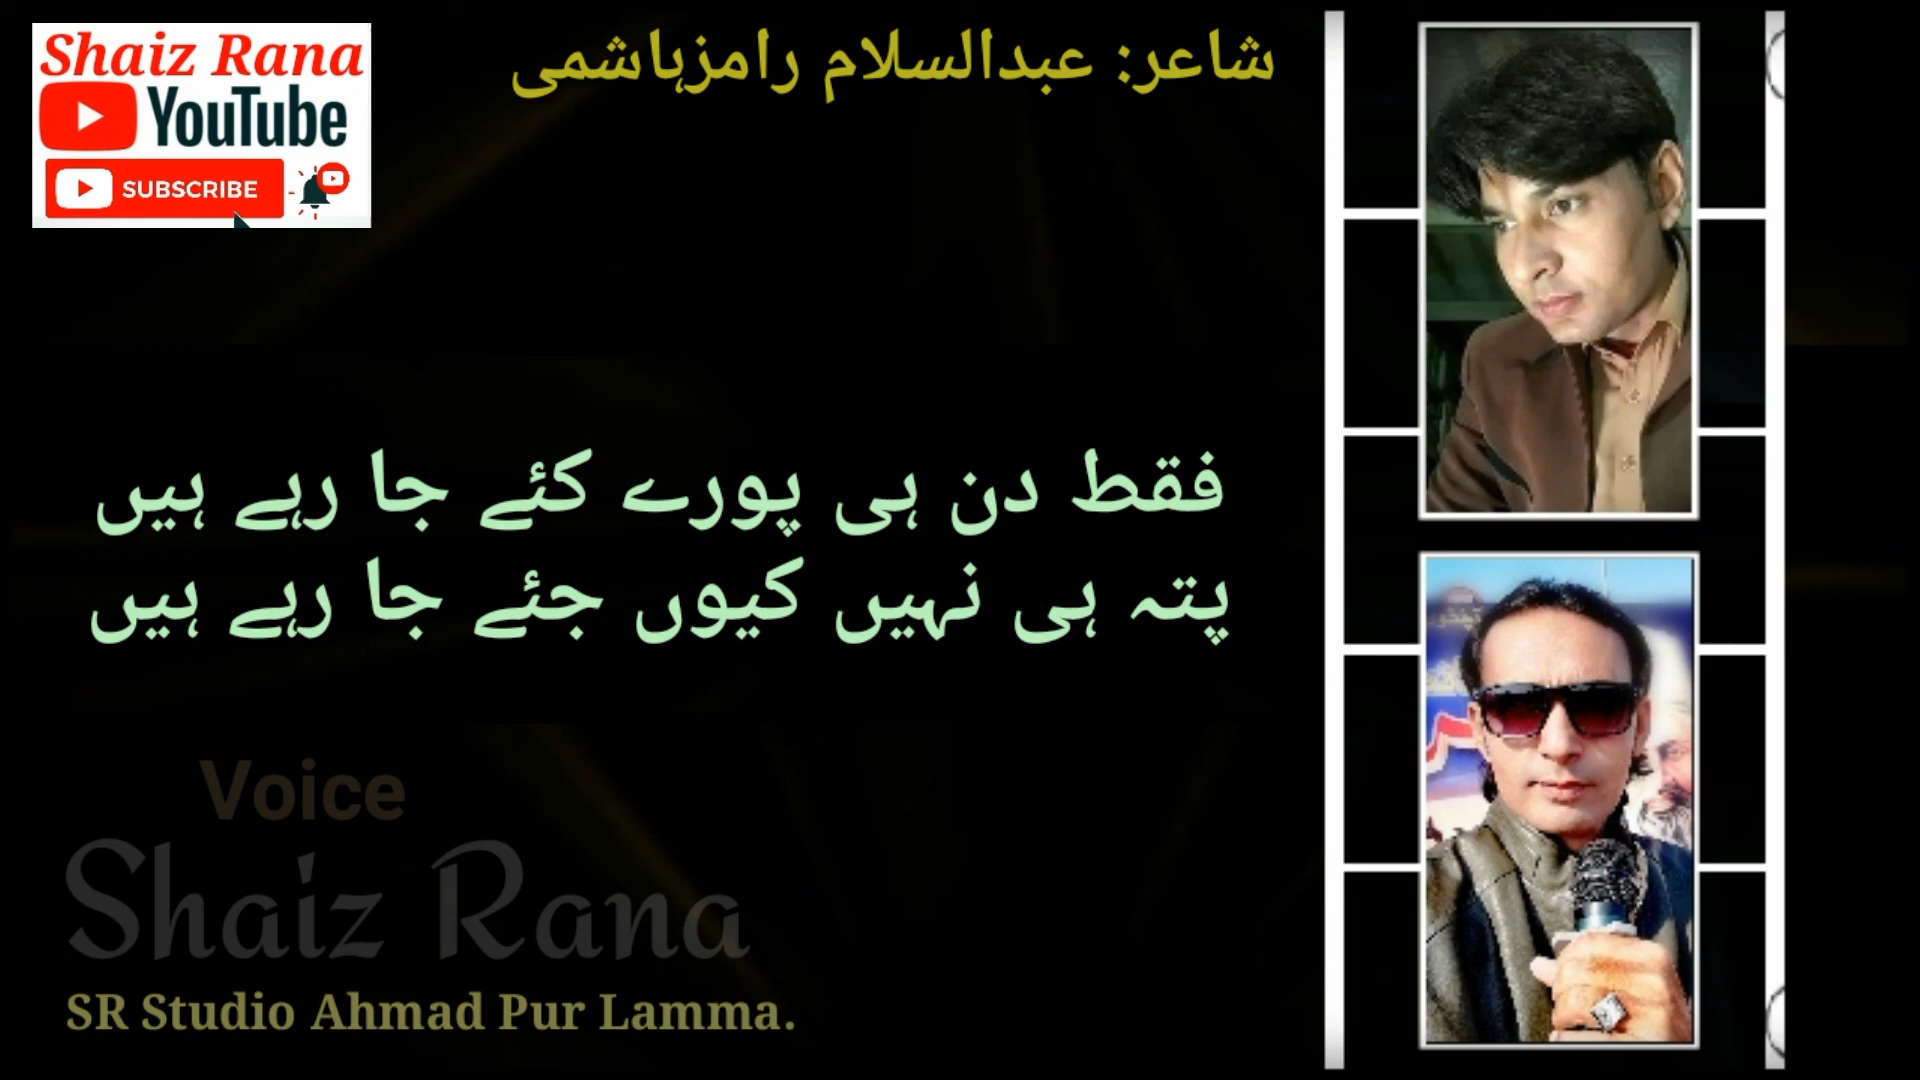 Shaiz Rana
YouTube
SUBSCRIBE
شاعر: عبدالسلام رامزہاشمی
فقط دن ہی پورے کئے جا رہے ہیں
پتہ ہی نہیں کیوں جئے جا رہے ہیں
Voice
Shaiz Rana
SR Studio Ahmad Pur Lamma.